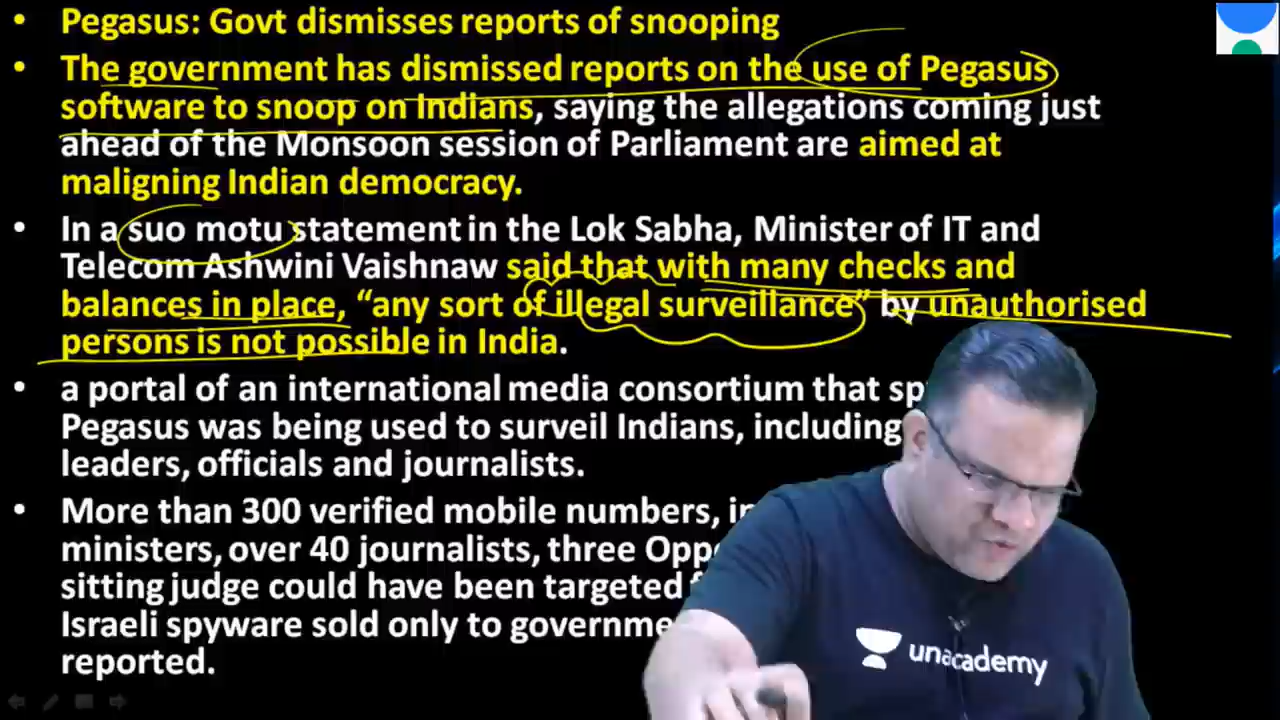 • Pegasus: Govt dismisses reports of snooping
• The government has dismissed reports on the use of Pegasus
software to snoop on Indians, saying the allegations coming just
ahead of the Monsoon session of Parliament are aimed at
maligning Indian democracy.
• In a suo motu statement in the Lok Sabha, Minister of IT and
Telecom Ashwini Vaishnaw said that with many checks and
balances in place, “any sort of illegal surveillance” by unauthorised
persons is not possible in India.
• a portal of an international media consortium that
Pegasus was being used to surveil Indians, including
leaders, officials and journalists.
• More than 300 verified mobile numbers,
ministers, over 40 journalists, three
sitting judge could have been targeted
Israeli spyware sold only to
reported.
unacademy